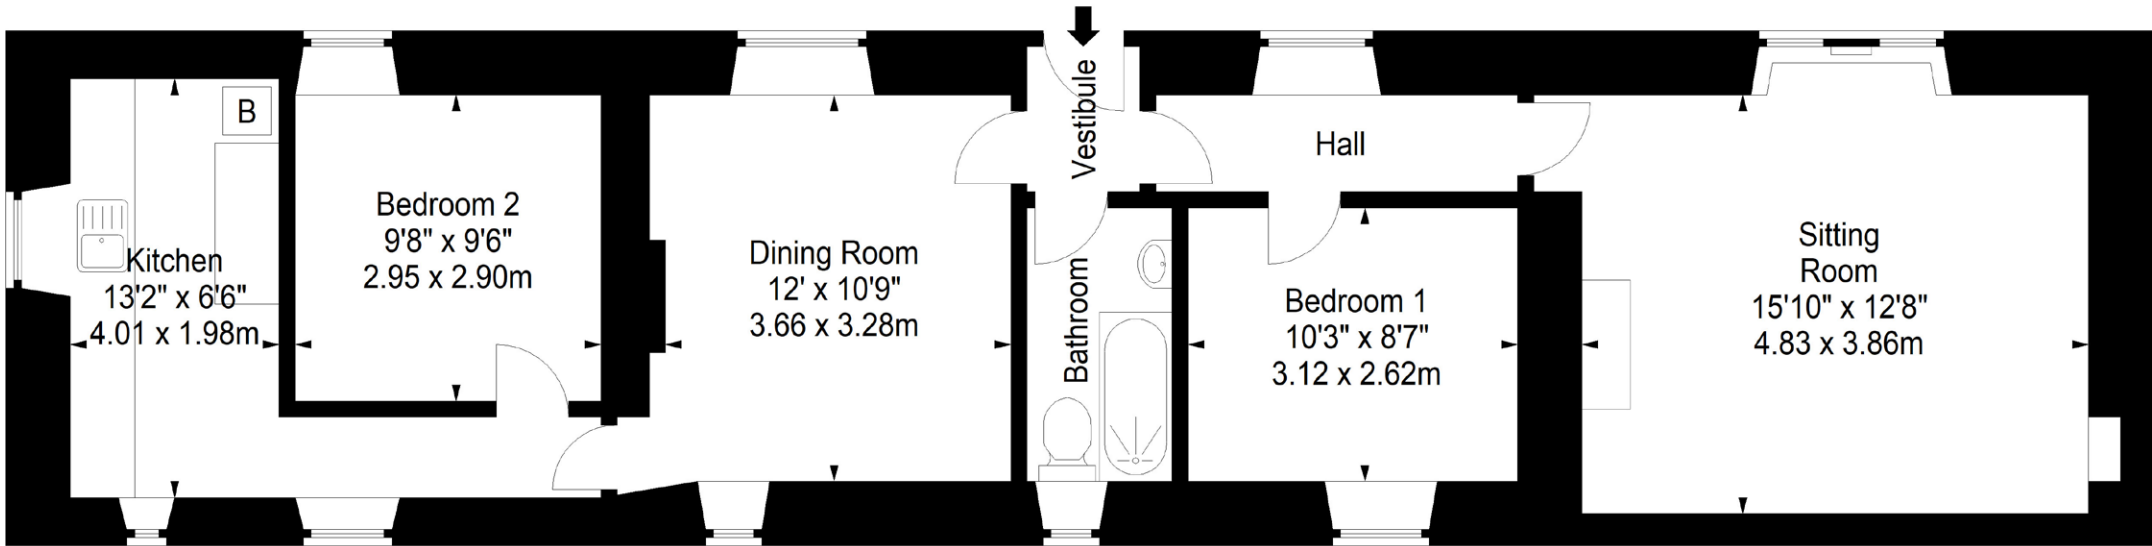 B
Kitchen
13'2" x 6'6"
4.01 x 1.98m
Bedroom 2
9'8" x 9'6"
2.95 x 2.90m
Dining Room
12' x 10'9"
3.66 x 3.28m
Vestibule
Bathroom
Hall
Bedroom 1
10'3" x 8'7"
3.12 x 2.62m
Sitting
Room
15'10" x 12'8"
4.83 x 3.86m